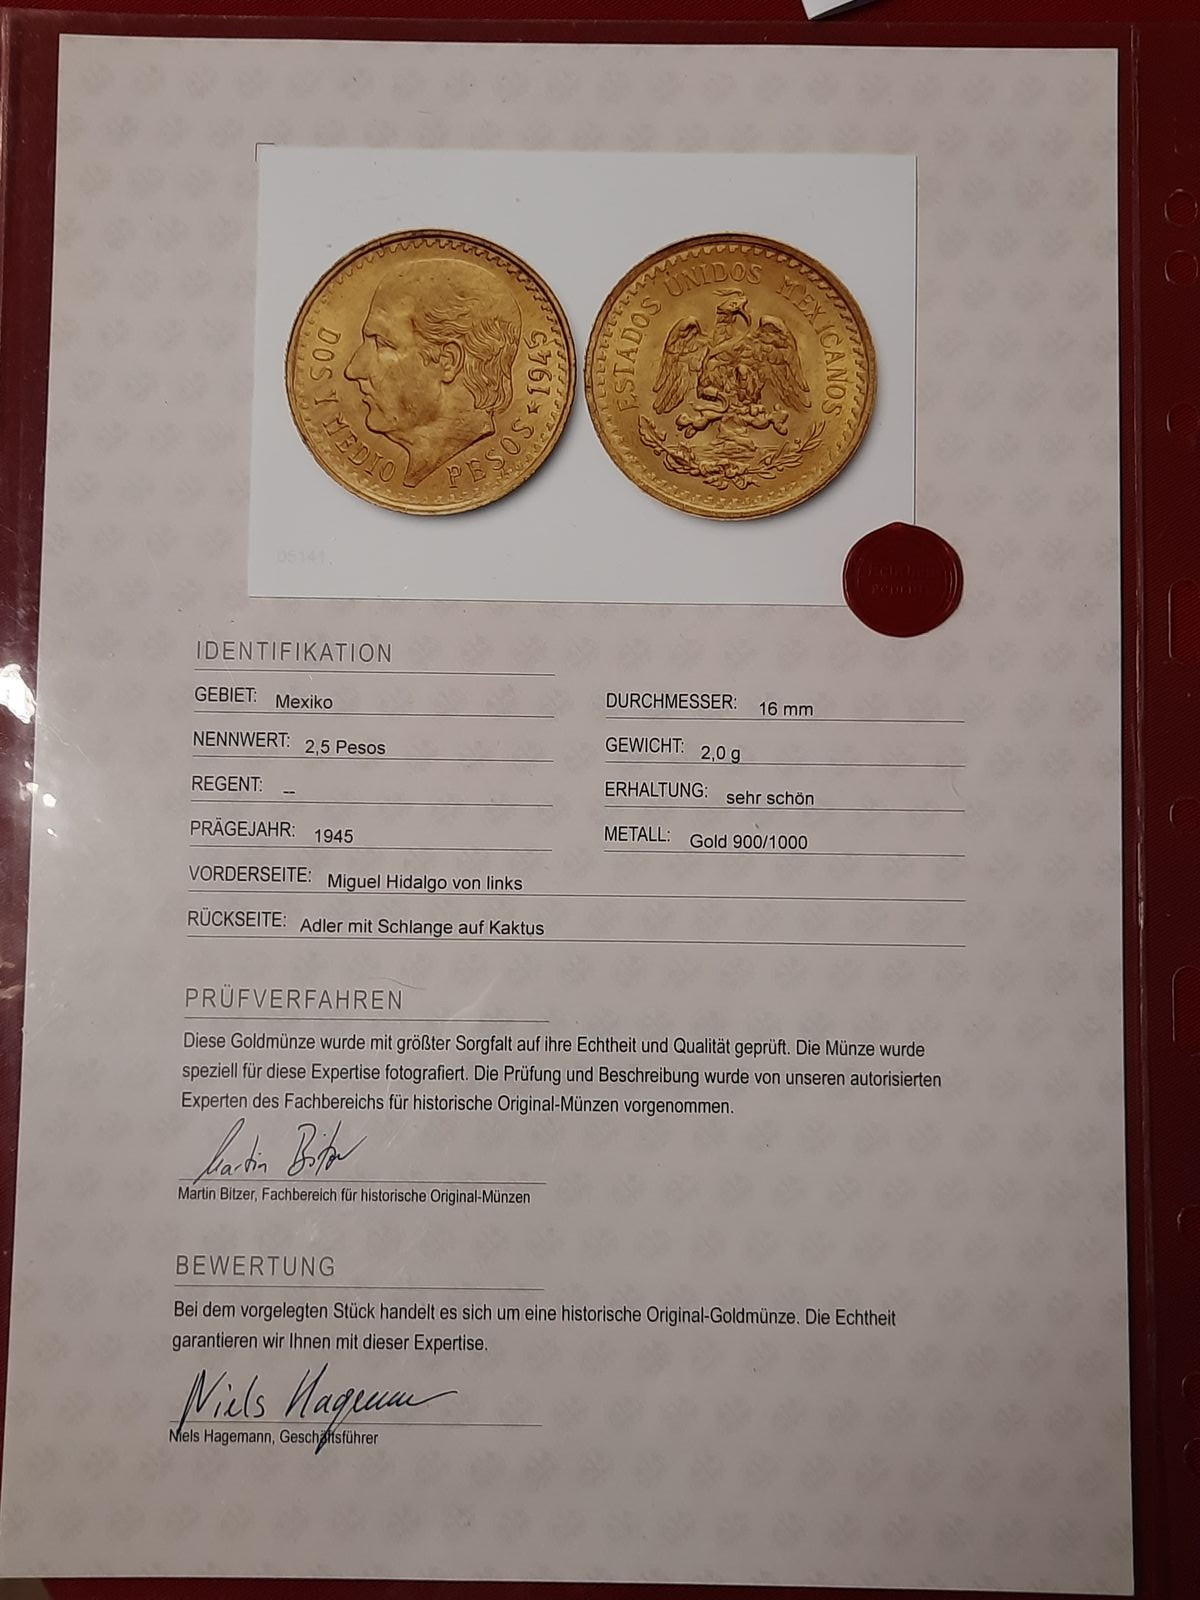 DOS Y MEDIO PESOS * 1945
ESTADOS UNIDOS MEXICANOS
05141
IDENTIFIKATION
GEBIET: Mexiko
DURCHMESSER: 16 mm
NENNWERT: 2,5 Pesos
GEWICHT: 2,0 g
REGENT: --
ERHALTUNG: sehr schön
PRÄGEJAHR: 1945
METALL: Gold 900/1000
VORDERSEITE: Miguel Hidalgo von links
RÜCKSEITE: Adler mit Schlange auf Kaktus
PRÜFVERFAHREN
Diese Goldmünze wurde mit größter Sorgfalt auf ihre Echtheit und Qualität geprüft. Die Münze wurde
speziell für diese Expertise fotografiert. Die Prüfung und Beschreibung wurde von unseren autorisierten
Experten des Fachbereichs für historische Original-Münzen vorgenommen.
Martin Bitzer
Martin Bitzer, Fachbereich für historische Original-Münzen
BEWERTUNG
Bei dem vorgelegten Stück handelt es sich um eine historische Original-Goldmünze. Die Echtheit
garantieren wir Ihnen mit dieser Expertise.
Niels Hagemann
Niels Hagemann, Geschäftsführer